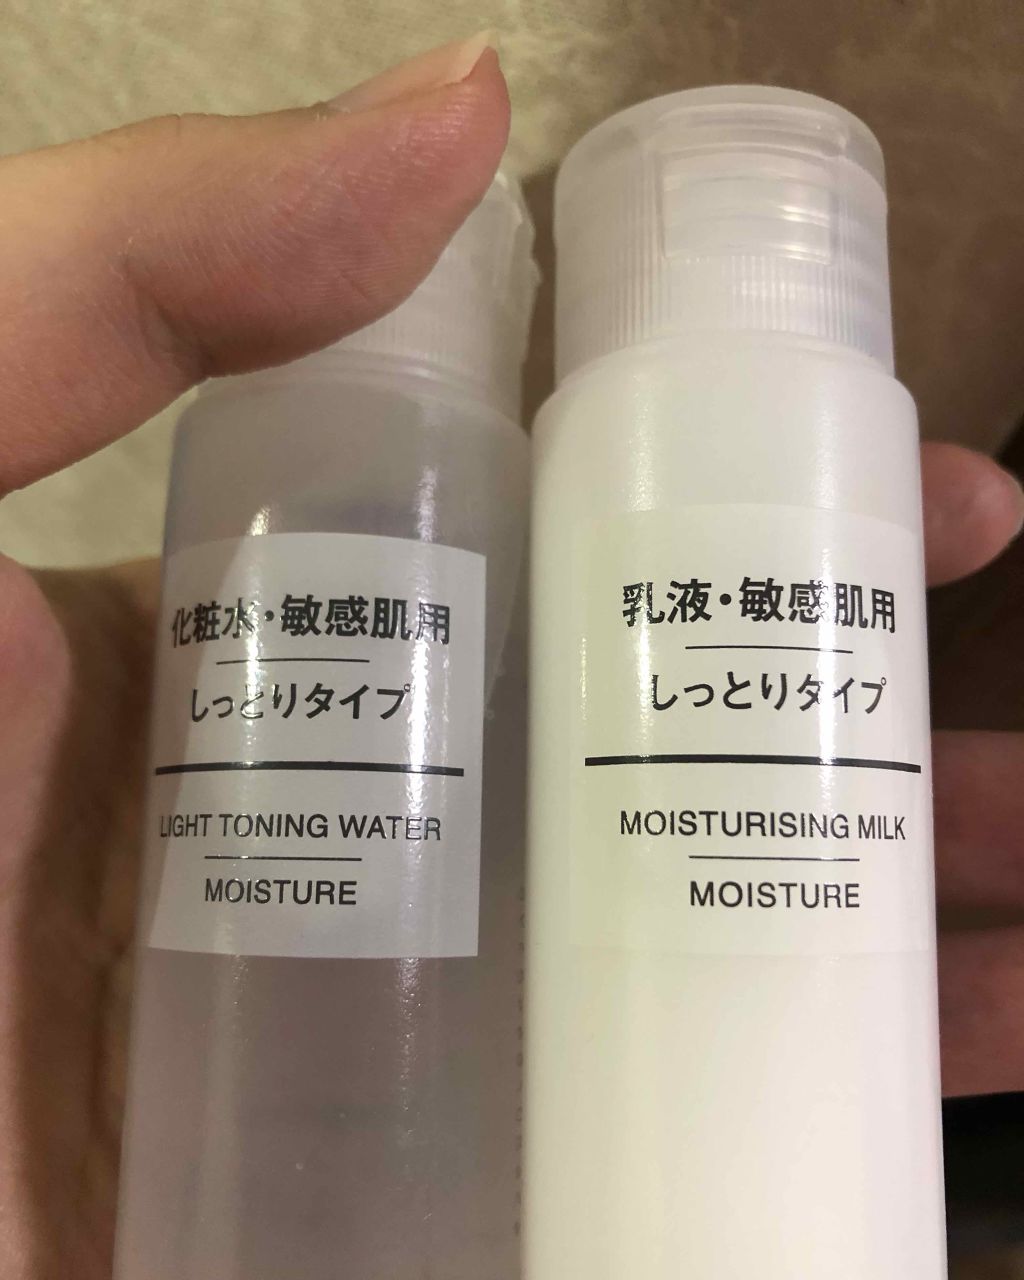 化粧水・敏感肌用
しっとりタイプ
LIGHT TONING WATER
MOISTURE
乳液・敏感肌用
しっとりタイプ
MOISTURISING MILK
MOISTURE